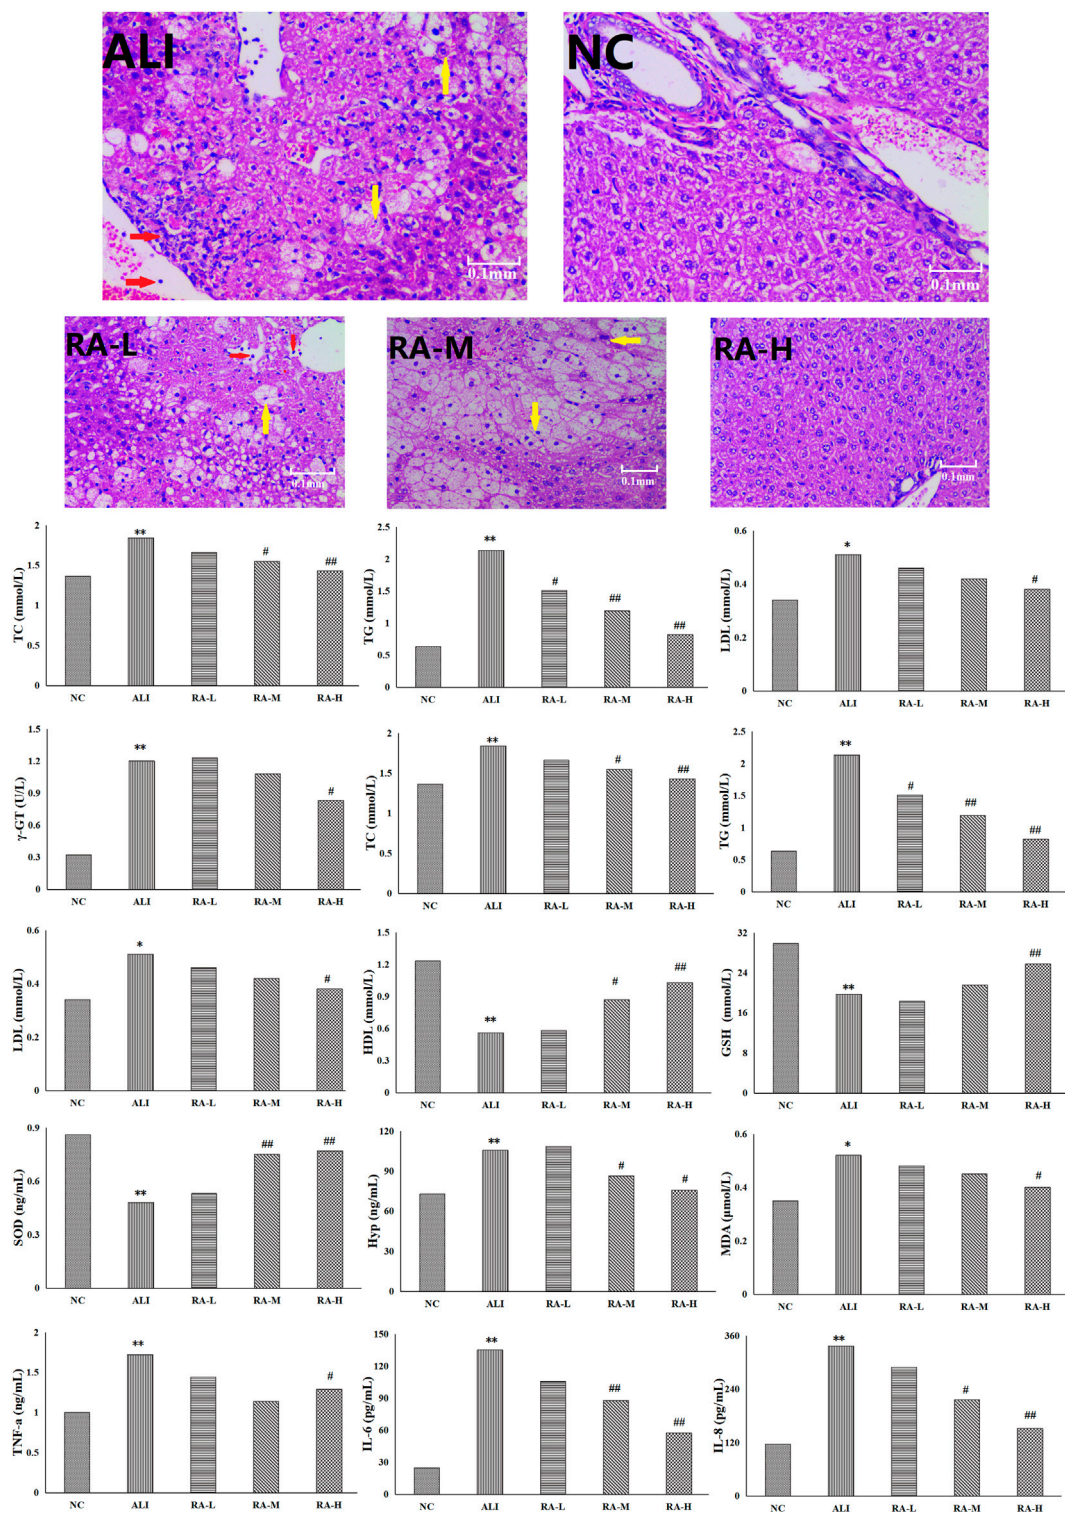 ALI
NC
0.1mm
0.1mm
RA-L
RA-M
RA-H
0.1mm
0.1mm
0.1mm
TC (mmol/L)
2
1.5
1
0.5
0
**
#
##
NC ALI RA-L RA-M RA-H
TG (mmol/L)
2.5
2
1.5
1
0.5
0
**
#
##
##
NC ALI RA-L RA-M RA-H
LDL (mmol/L)
0.6
0.4
0.2
0
*
#
NC ALI RA-L RA-M RA-H
γ-GT (U/L)
1.5
1.2
0.9
0.6
0.3
0
**
#
NC ALI RA-L RA-M RA-H
TC (mmol/L)
2
1.5
1
0.5
0
**
#
##
NC ALI RA-L RA-M RA-H
TG (mmol/L)
2.5
2
1.5
1
0.5
0
**
#
##
##
NC ALI RA-L RA-M RA-H
LDL (mmol/L)
0.6
0.4
0.2
0
*
#
NC ALI RA-L RA-M RA-H
HDL (mmol/L)
1.5
1.2
0.9
0.6
0.3
0
**
#
##
NC ALI RA-L RA-M RA-H
GSH (mmol/L)
32
24
16
8
0
**
##
NC ALI RA-L RA-M RA-H
SOD (ng/mL)
0.9
0.6
0.3
0
**
##
##
NC ALI RA-L RA-M RA-H
Hyp (ng/mL)
120
90
60
30
0
**
#
#
NC ALI RA-L RA-M RA-H
MDA (μmol/L)
0.6
0.4
0.2
0
*
#
NC ALI RA-L RA-M RA-H
TNF-a (ng/mL)
2
1.5
1
0.5
0
**
#
NC ALI RA-L RA-M RA-H
IL-6 (pg/mL)
150
120
90
60
30
0
**
##
##
NC ALI RA-L RA-M RA-H
IL-8 (pg/mL)
360
240
120
0
**
#
##
NC ALI RA-L RA-M RA-H